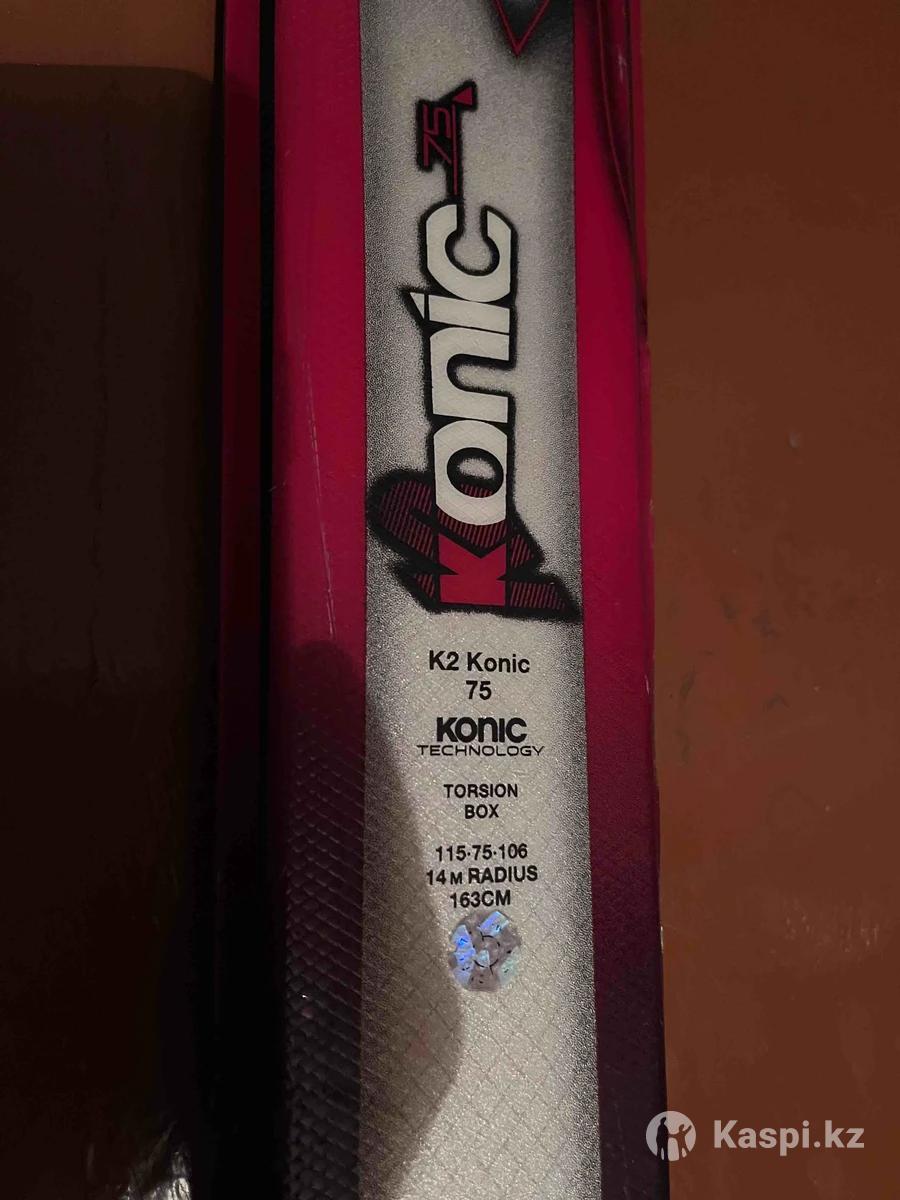 Konic 75
K2 Konic
75
KONIC
TECHNOLOGY
TORSION
BOX
115·75·106
14 M RADIUS
163CM
Kaspi.kz